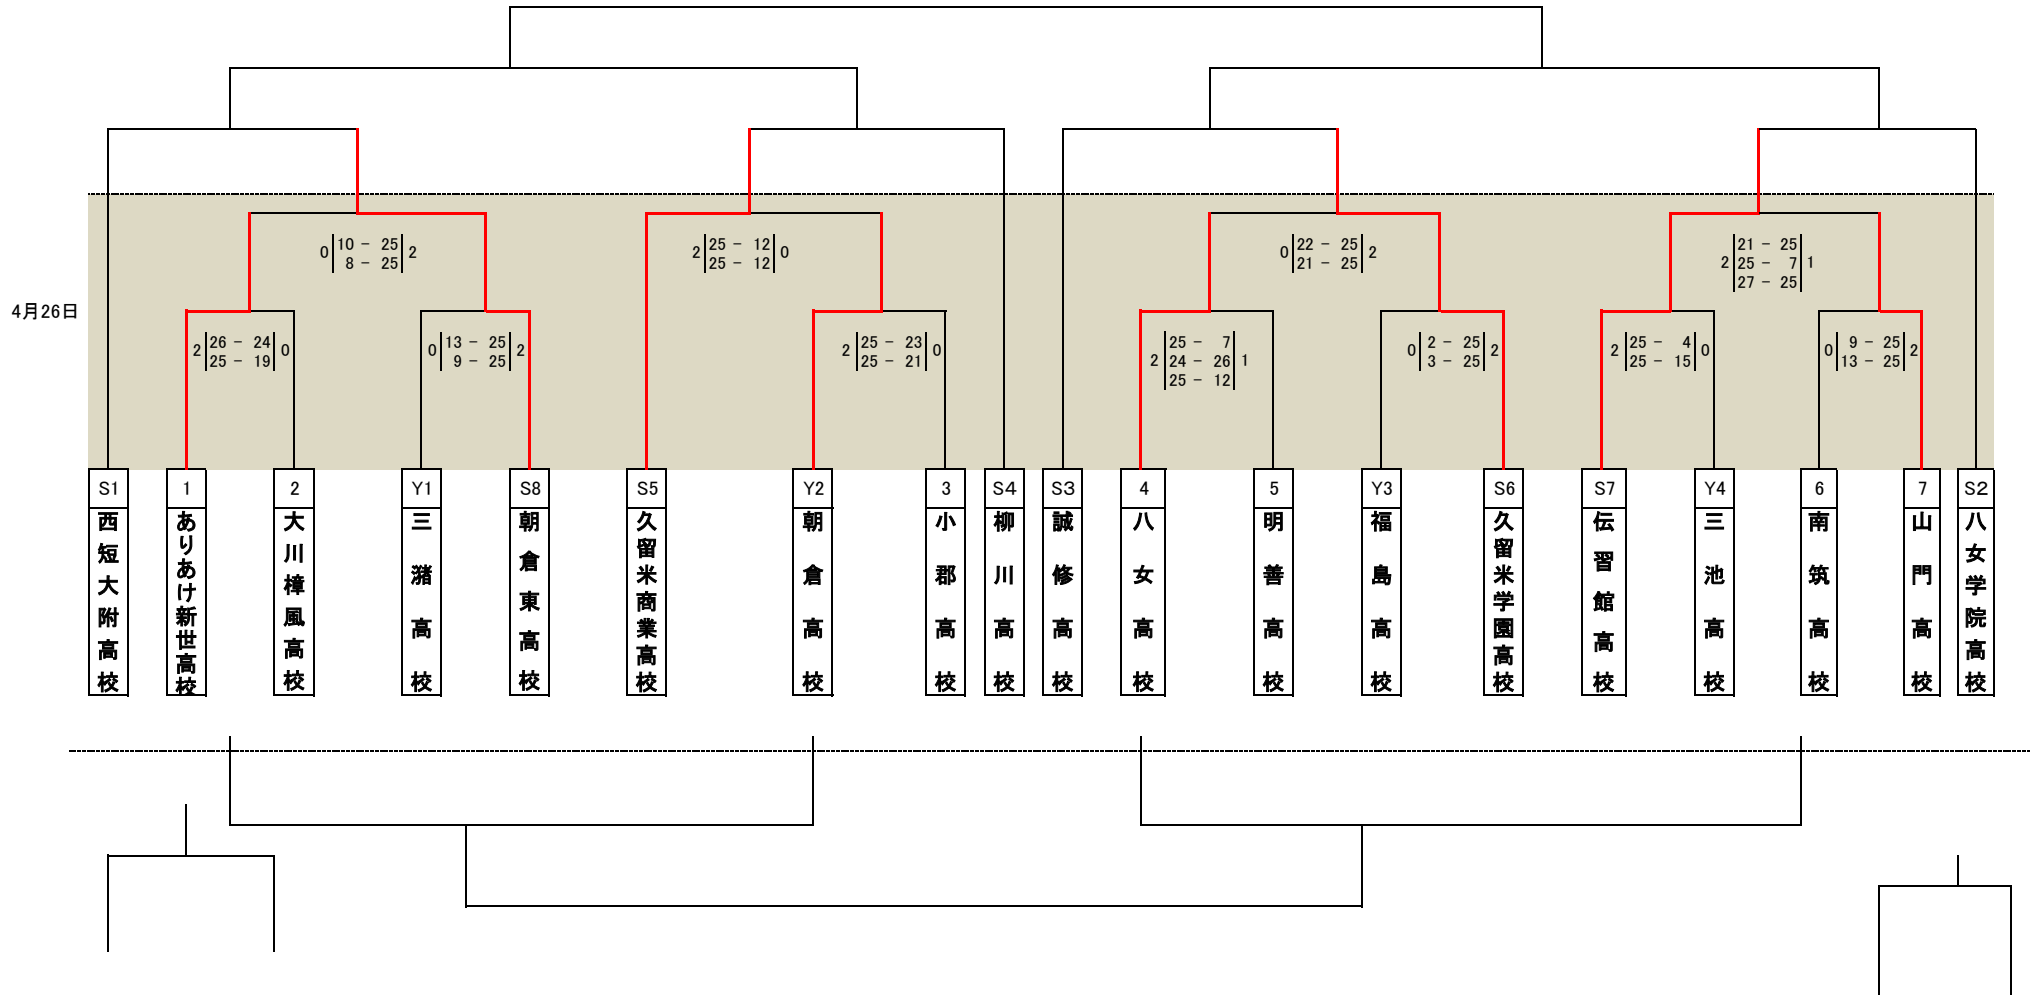 0 10 - 25 2
8 - 25
2 25 - 12 0
25 - 12
0 22 - 25 2
21 - 25
21 - 25
2 25 - 7 1
27 - 25
4月26日
2 26 - 24 0
25 - 19
0 13 - 25 2
9 - 25
2 25 - 23 0
25 - 21
25 - 7
2 24 - 26 1
25 - 12
0 2 - 25 2
3 - 25
2 25 - 4 0
25 - 15
0 9 - 25 2
13 - 25
S1
西短大附高校
1
ありあけ新世高校
2
大川樟風高校
Y1
三潴高校
S8
朝倉東高校
S5
久留米商業高校
Y2
朝倉高校
3
小郡高校
S4
柳川高校
S3
誠修高校
4
八女高校
5
明善高校
Y3
福島高校
S6
久留米学園高校
S7
伝習館高校
Y4
三池高校
6
南筑高校
7
山門高校
S2
八女学院高校